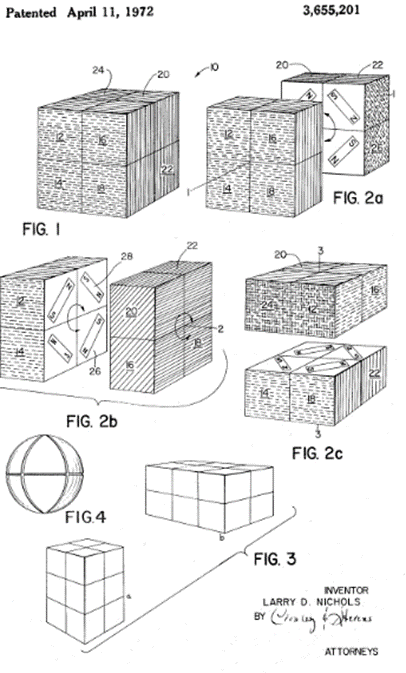 Patented April 11, 1972 3,655,201
24 20 10 20 22
12 16 12 16 N S S N 1
14 18 22 14 18 N S 26
1
FIG. 1 FIG. 2a
22 28 20 3
12 20 24 12 16
14 16 18 2
26 14 18 22
3
FIG. 2b FIG. 2c
FIG.4
b
FIG. 3
a
INVENTOR
LARRY D. NICHOLS
BY
ATTORNEYS